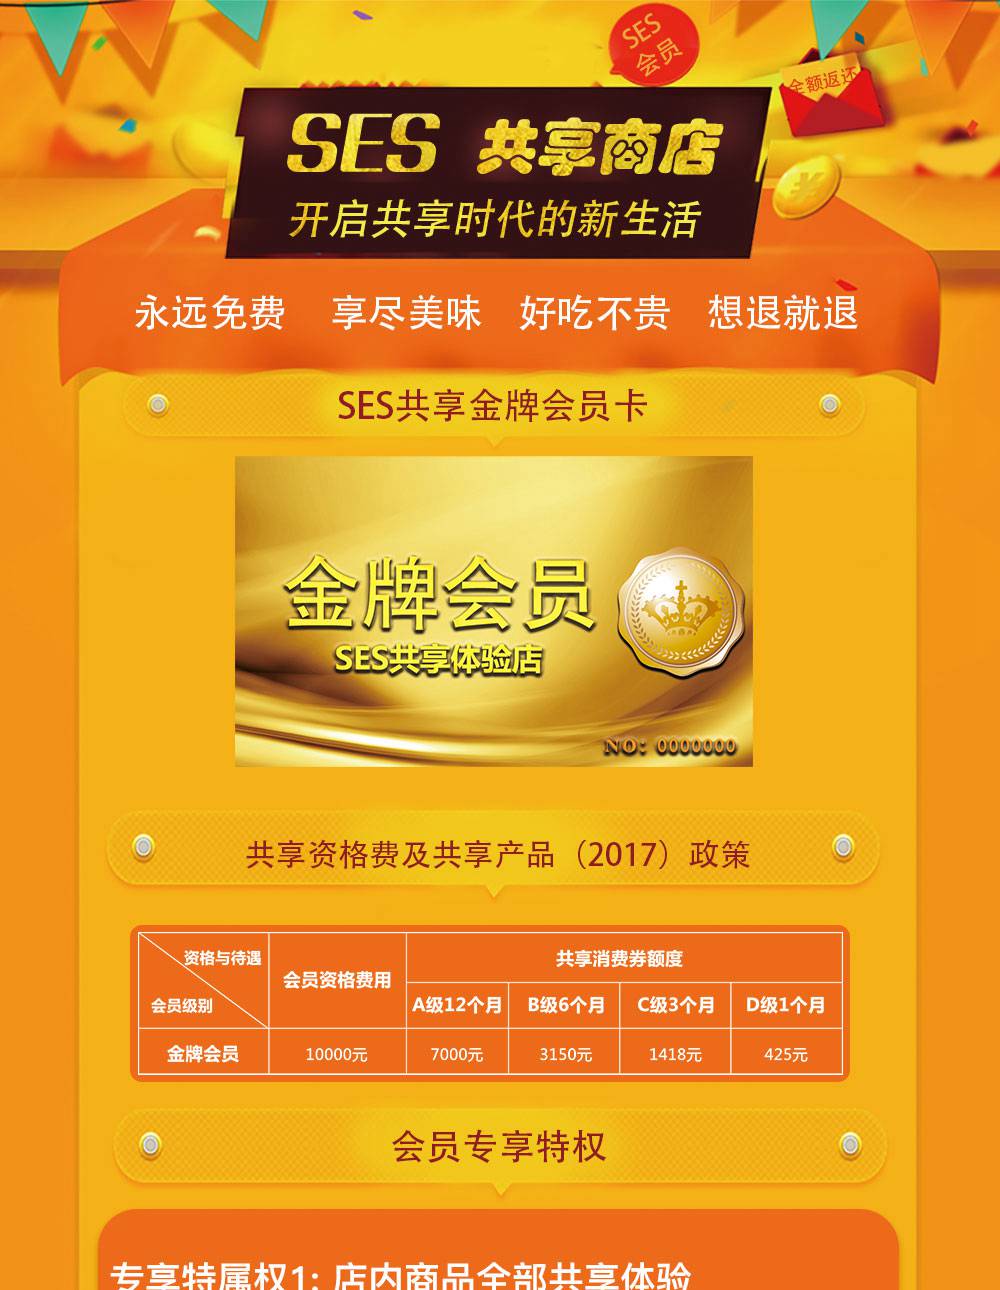 SES
会员
全额返还
SES 共享商店
开启共享时代的新生活
永远免费 享尽美味 好吃不贵 想退就退
SES共享金牌会员卡
金牌会员
SES共享体验店
NO: 0000000
共享资格费及共享产品（2017）政策
资格与待遇
会员级别
会员资格费用
共享消费券额度
A级12个月 B级6个月 C级3个月 D级1个月
金牌会员 10000元 7000元 3150元 1418元 425元
会员专享特权
专享特属权1: 店内商品全部共享体验